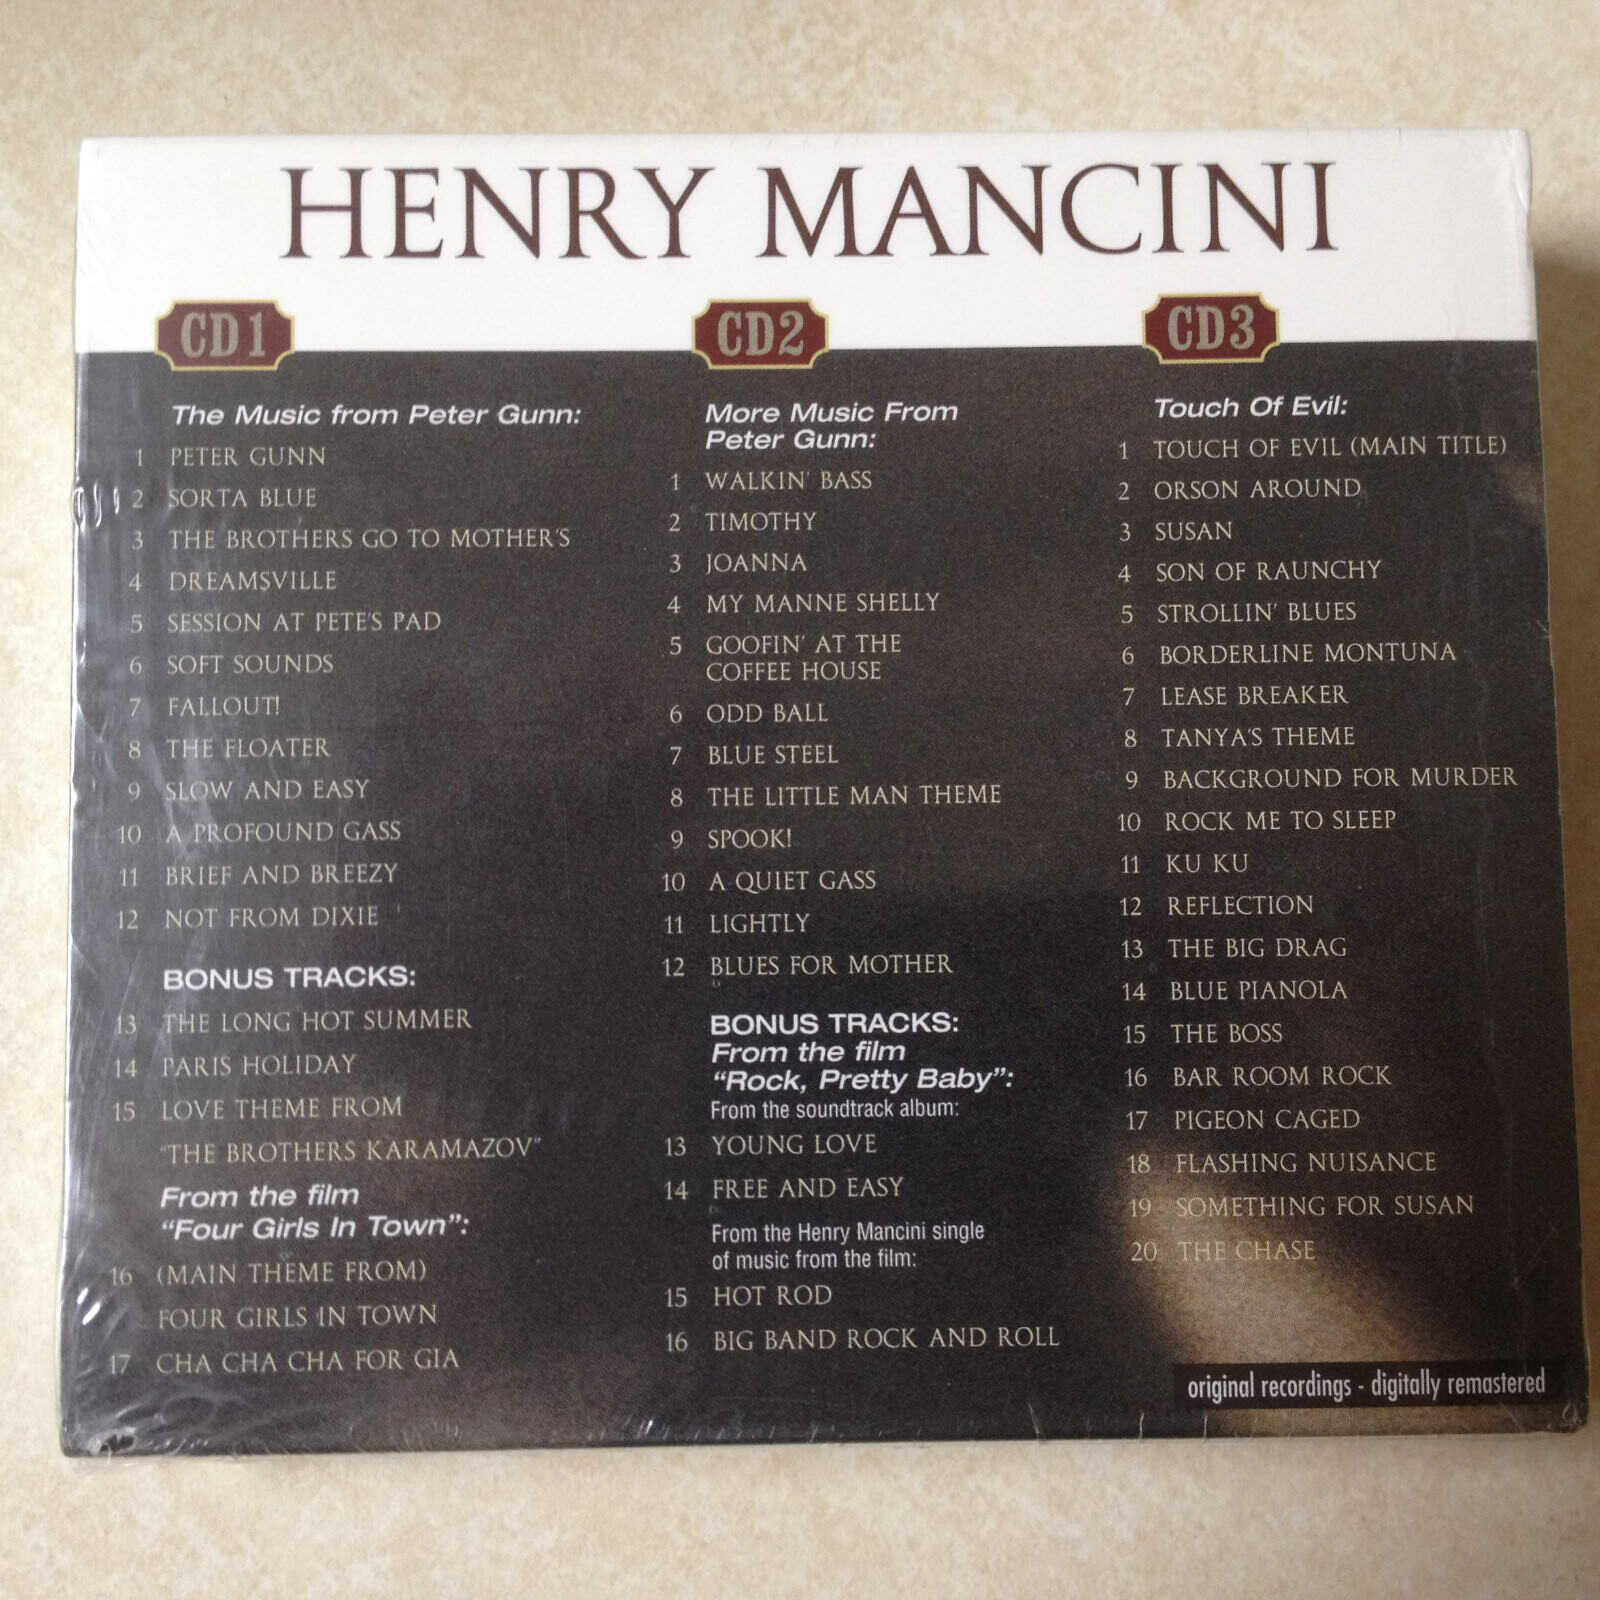 HENRY MANCINI
CD1
The Music from Peter Gunn:
1 PETER GUNN
2 SORTA BLUE
3 THE BROTHERS GO TO MOTHER'S
4 DREAMSVILLE
5 SESSION AT PETE'S PAD
6 SOFT SOUNDS
7 FALLOUT!
8 THE FLOATER
9 SLOW AND EASY
10 A PROFOUND GASS
11 BRIEF AND BREEZY
12 NOT FROM DIXIE
BONUS TRACKS:
13 THE LONG HOT SUMMER
14 PARIS HOLIDAY
15 LOVE THEME FROM
"THE BROTHERS KARAMAZOV"
From the film
"Four Girls In Town":
16 (MAIN THEME FROM)
FOUR GIRLS IN TOWN
17 CHA CHA CHA FOR GIA
CD2
More Music From
Peter Gunn:
1 WALKIN' BASS
2 TIMOTHY
3 JOANNA
4 MY MANNE SHELLY
5 GOOFIN' AT THE
COFFEE HOUSE
6 ODD BALL
7 BLUE STEEL
8 THE LITTLE MAN THEME
9 SPOOK!
10 A QUIET GASS
11 LIGHTLY
12 BLUES FOR MOTHER
BONUS TRACKS:
From the film
"Rock, Pretty Baby":
From the soundtrack album:
13 YOUNG LOVE
14 FREE AND EASY
From the Henry Mancini single
of music from the film:
15 HOT ROD
16 BIG BAND ROCK AND ROLL
CD3
Touch Of Evil:
1 TOUCH OF EVIL (MAIN TITLE)
2 ORSON AROUND
3 SUSAN
4 SON OF RAUNCHY
5 STROLLIN' BLUES
6 BORDERLINE MONTUNA
7 LEASE BREAKER
8 TANYA'S THEME
9 BACKGROUND FOR MURDER
10 ROCK ME TO SLEEP
11 KU KU
12 REFLECTION
13 THE BIG DRAG
14 BLUE PIANOLA
15 THE BOSS
16 BAR ROOM ROCK
17 PIGEON CAGED
18 FLASHING NUISANCE
19 SOMETHING FOR SUSAN
20 THE CHASE
original recordings - digitally remastered